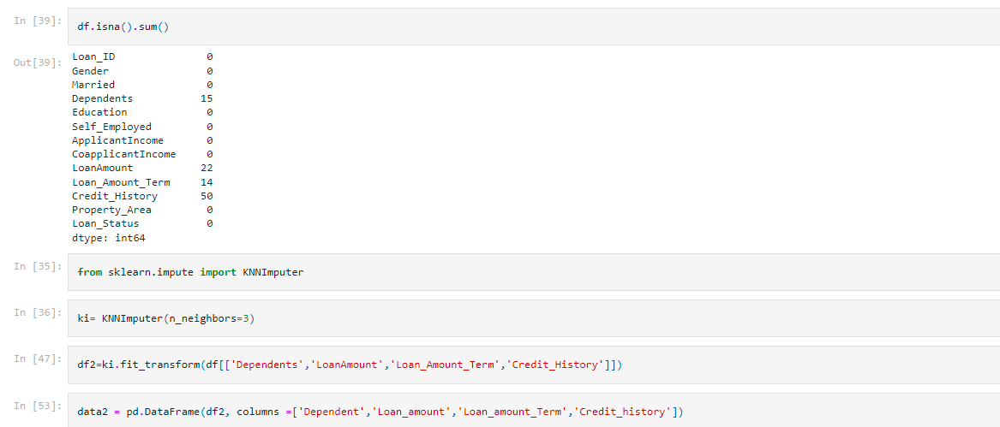 In [39]: df.isna().sum()
Out[39]: Loan_ID 0
Gender 0
Married 0
Dependents 15
Education 0
Self_Employed 0
ApplicantIncome 0
CoapplicantIncome 0
LoanAmount 22
Loan_Amount_Term 14
Credit_History 50
Property_Area 0
Loan_Status 0
dtype: int64
In [35]: from sklearn.impute import KNNImputer
In [36]: ki= KNNImputer(n_neighbors=3)
In [47]: df2=ki.fit_transform(df[['Dependents','LoanAmount','Loan_Amount_Term','Credit_History']])
In [53]: data2 = pd.DataFrame(df2, columns =['Dependent','Loan_amount','Loan_amount_Term','Credit_history'])